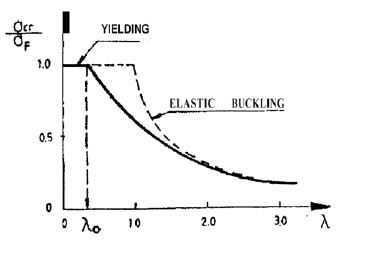 σcr
σF
YIELDING
1.0
ELASTIC BUCKLING
0.5
0
0 λo 1.0 2.0 3.0 λ